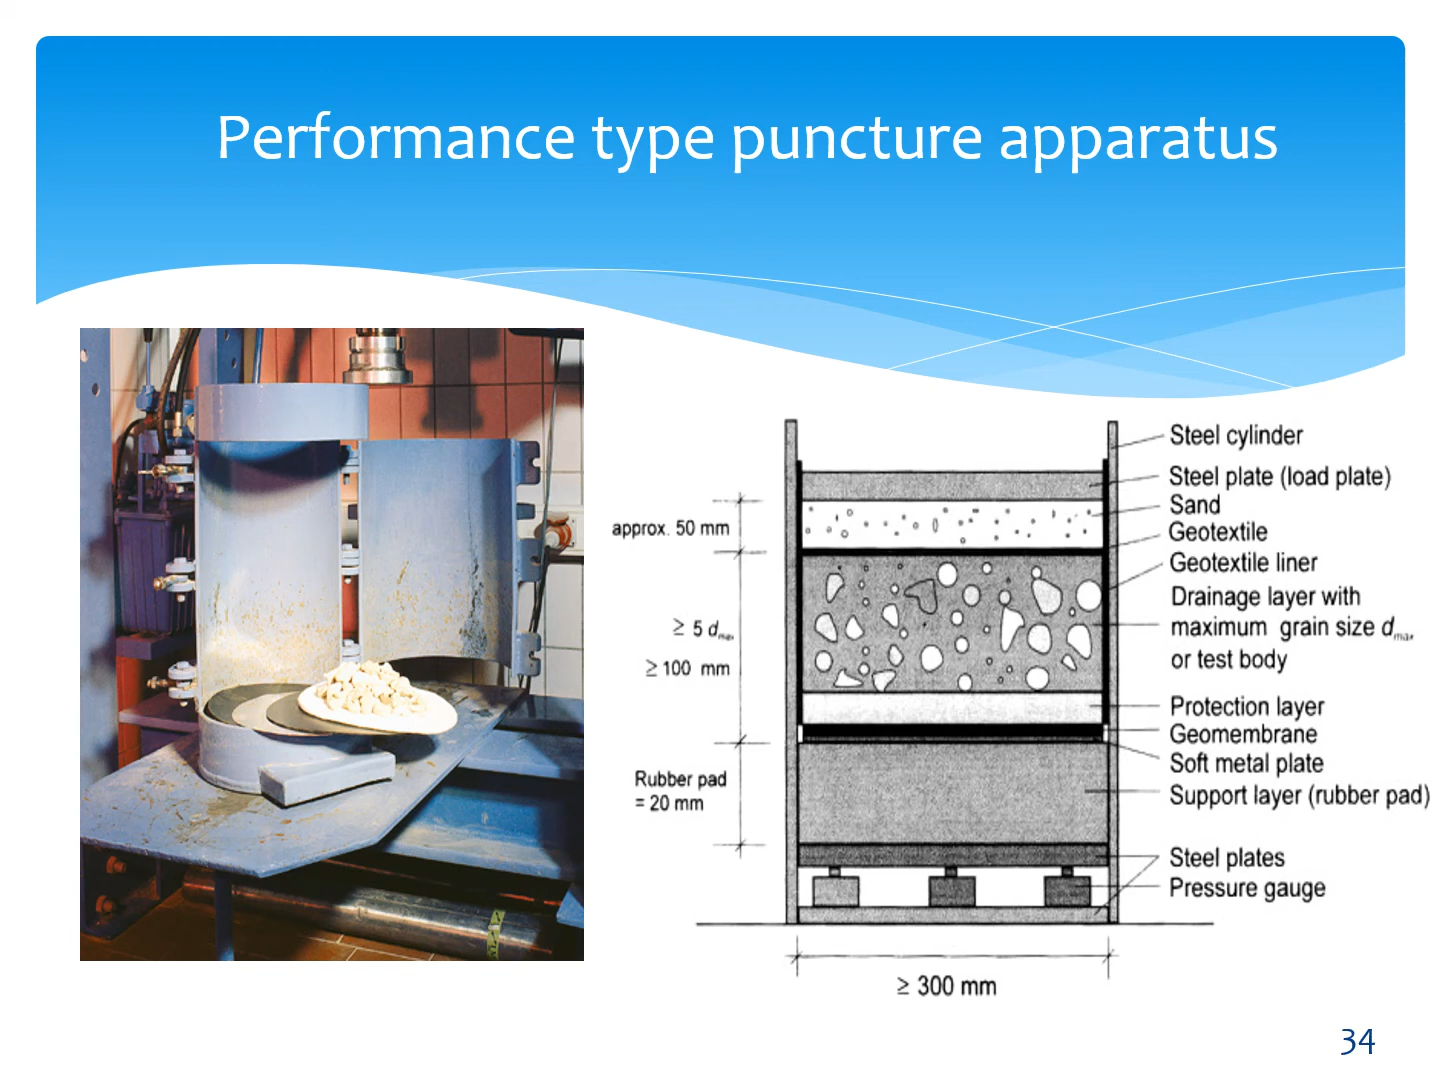 Performance type puncture apparatus
Steel cylinder
Steel plate (load plate)
Sand
approx. 50 mm
Geotextile
Geotextile liner
Drainage layer with
maximum grain size dmax
or test body
≥ 5 dmax
≥ 100 mm
Protection layer
Geomembrane
Soft metal plate
Rubber pad
= 20 mm
Support layer (rubber pad)
Steel plates
Pressure gauge
≥ 300 mm
34